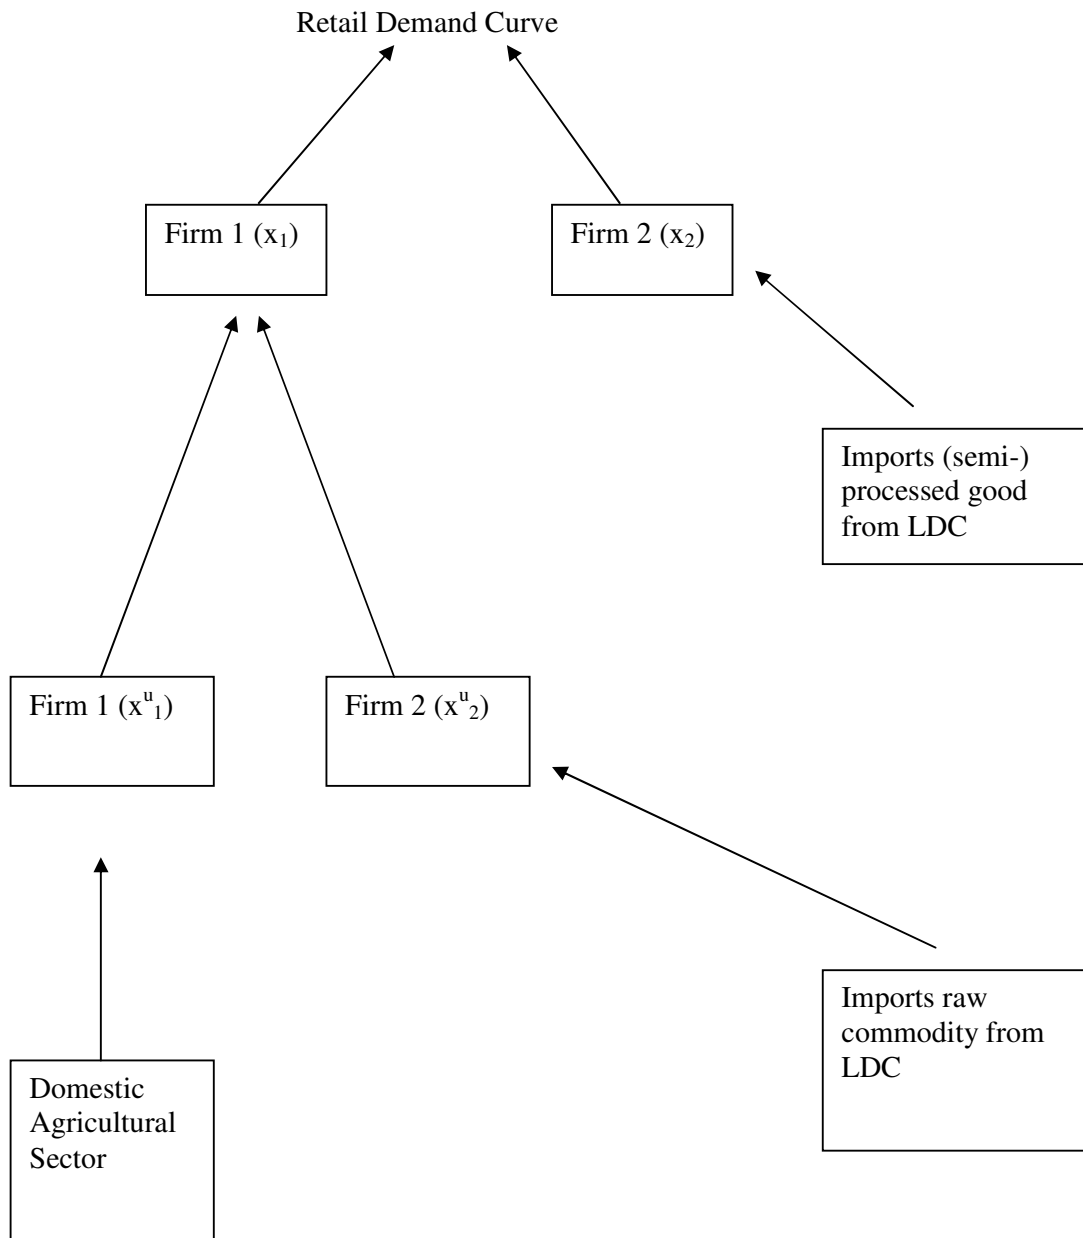 Retail Demand Curve
Firm 1 (x₁)
Firm 2 (x₂)
Imports (semi-)
processed good
from LDC
Firm 1 (xᵘ₁)
Firm 2 (xᵘ₂)
Imports raw
commodity from
LDC
Domestic
Agricultural
Sector